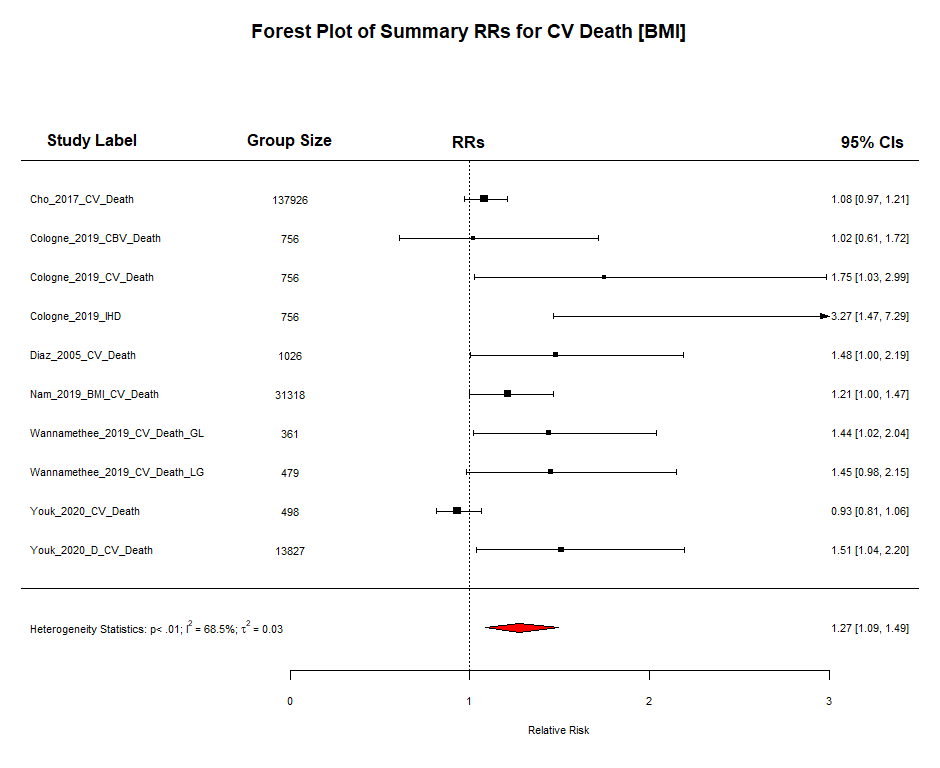 Forest Plot of Summary RRs for CV Death [BMI]
Study Label Group Size RRs 95% CIs
Cho_2017_CV_Death 137926 1.08 [0.97, 1.21]
Cologne_2019_CBV_Death 756 1.02 [0.61, 1.72]
Cologne_2019_CV_Death 756 1.75 [1.03, 2.99]
Cologne_2019_IHD 756 3.27 [1.47, 7.29]
Diaz_2005_CV_Death 1026 1.48 [1.00, 2.19]
Nam_2019_BMI_CV_Death 31318 1.21 [1.00, 1.47]
Wannamethee_2019_CV_Death_GL 361 1.44 [1.02, 2.04]
Wannamethee_2019_CV_Death_LG 479 1.45 [0.98, 2.15]
Youk_2020_CV_Death 498 0.93 [0.81, 1.06]
Youk_2020_D_CV_Death 13827 1.51 [1.04, 2.20]
Heterogeneity Statistics: p< .01; I² = 68.5%; τ² = 0.03 1.27 [1.09, 1.49]
0 1 2 3
Relative Risk